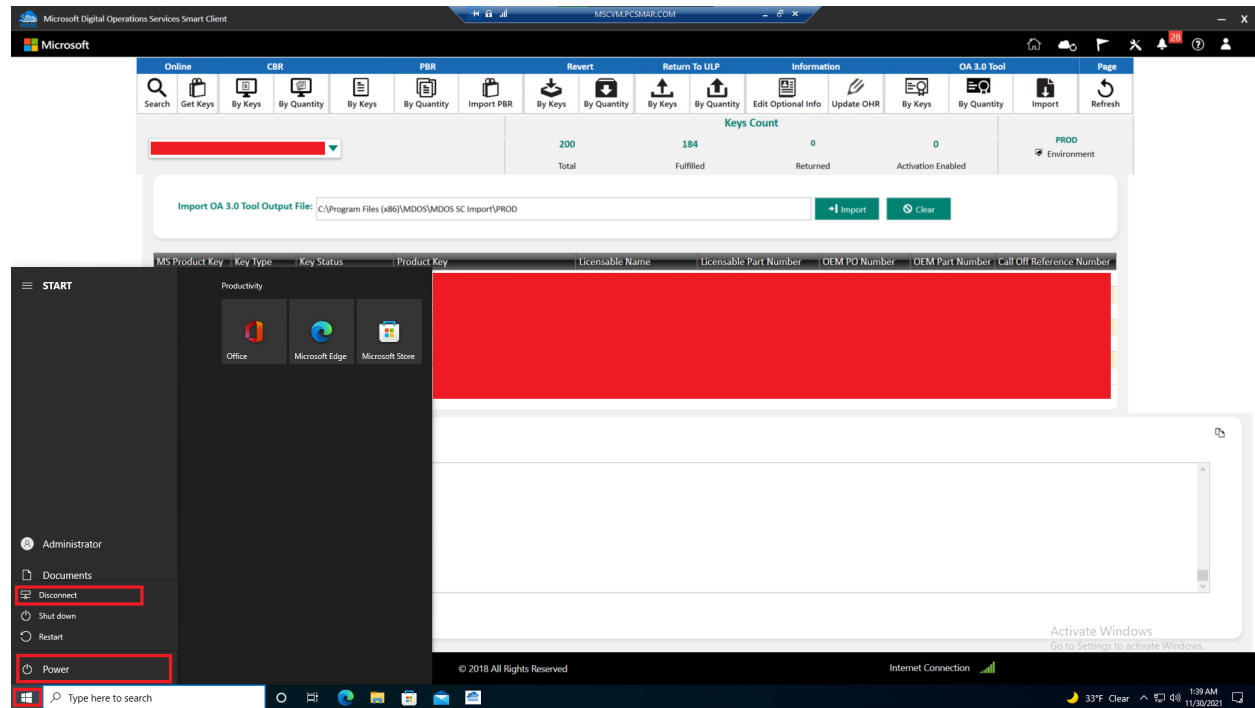 Microsoft Digital Operations Services Smart Client
MSCVM.PCSMAR.COM
Microsoft
28
Online CBR PBR Revert Return To ULP Information OA 3.0 Tool Page
Search Get Keys By Keys By Quantity By Keys By Quantity Import PBR By Keys By Quantity By Keys By Quantity Edit Optional Info Update OHR By Keys By Quantity Import Refresh
Keys Count
200 184 0 0 PROD
Total Fulfilled Returned Activation Enabled Environment
Import OA 3.0 Tool Output File: C:\Program Files (x86)\MDOS\MDOS SC Import\PROD Import Clear
MS Product Key Key Type Key Status Product Key Licensable Name Licensable Part Number OEM PO Number OEM Part Number Call Off Reference Number
START
Productivity
Office Microsoft Edge Microsoft Store
Administrator
Documents
Disconnect
Shut down
Restart
Power
Activate Windows
Go to Settings to activate Windows.
© 2018 All Rights Reserved Internet Connection
Type here to search
33°F Clear
1:39 AM
11/30/2021